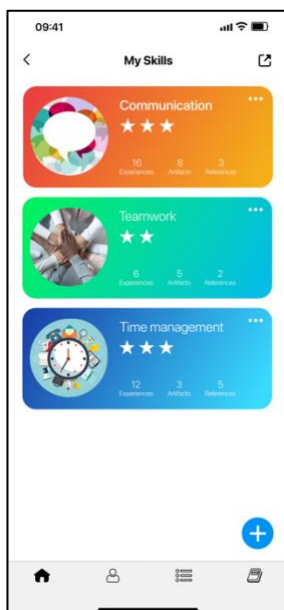 09:41
My Skills
Communication
16 8 3
Experiences Artifacts References
Teamwork
6 5 2
Experiences Artifacts References
Time management
12 3 5
Experiences Artifacts References